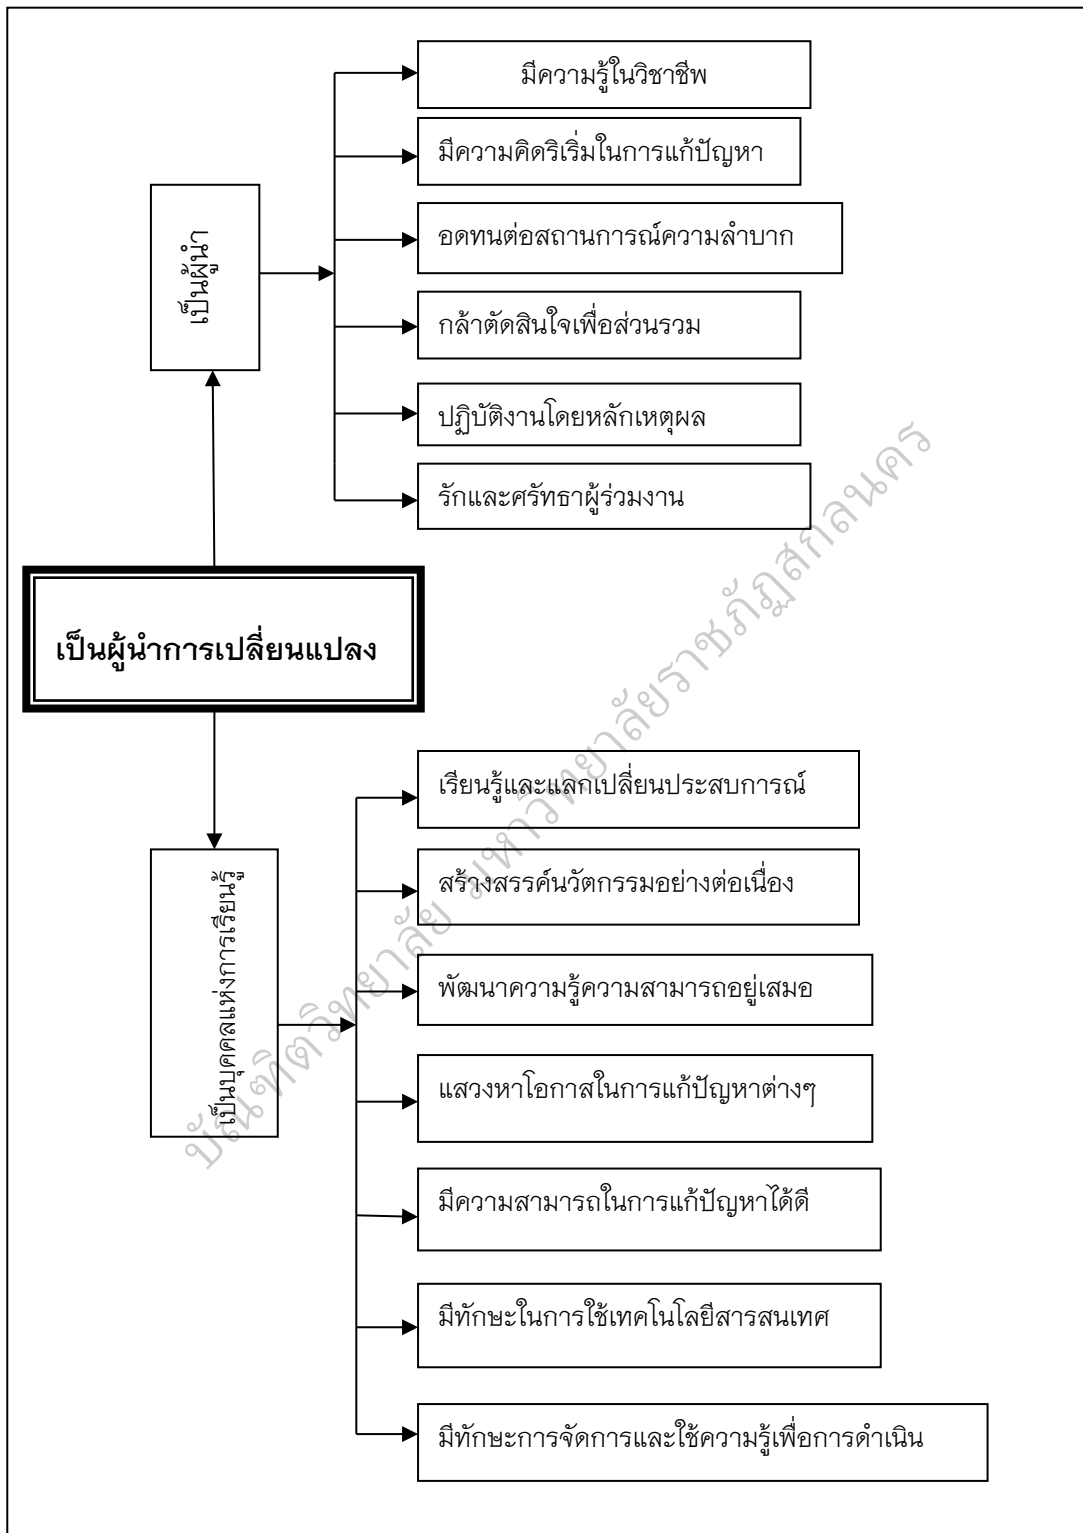 มีความรู้ในวิชาชีพ
มีความคิดริเริ่มในการแก้ปัญหา
อดทนต่อสถานการณ์ความลำบาก
กล้าตัดสินใจเพื่อส่วนรวม
ปฏิบัติงานโดยหลักเหตุผล
รักและศรัทธาผู้ร่วมงาน
เป็นผู้นำ
เป็นผู้นำการเปลี่ยนแปลง
เป็นบุคคลแห่งการเรียนรู้
เรียนรู้และแลกเปลี่ยนประสบการณ์
สร้างสรรค์นวัตกรรมอย่างต่อเนื่อง
พัฒนาความรู้ความสามารถอยู่เสมอ
แสวงหาโอกาสในการแก้ปัญหาต่างๆ
มีความสามารถในการแก้ปัญหาได้ดี
มีทักษะในการใช้เทคโนโลยีสารสนเทศ
มีทักษะการจัดการและใช้ความรู้เพื่อการดำเนิน
บัณฑิตวิทยาลัย มหาวิทยาลัยราชภัฏสกลนคร